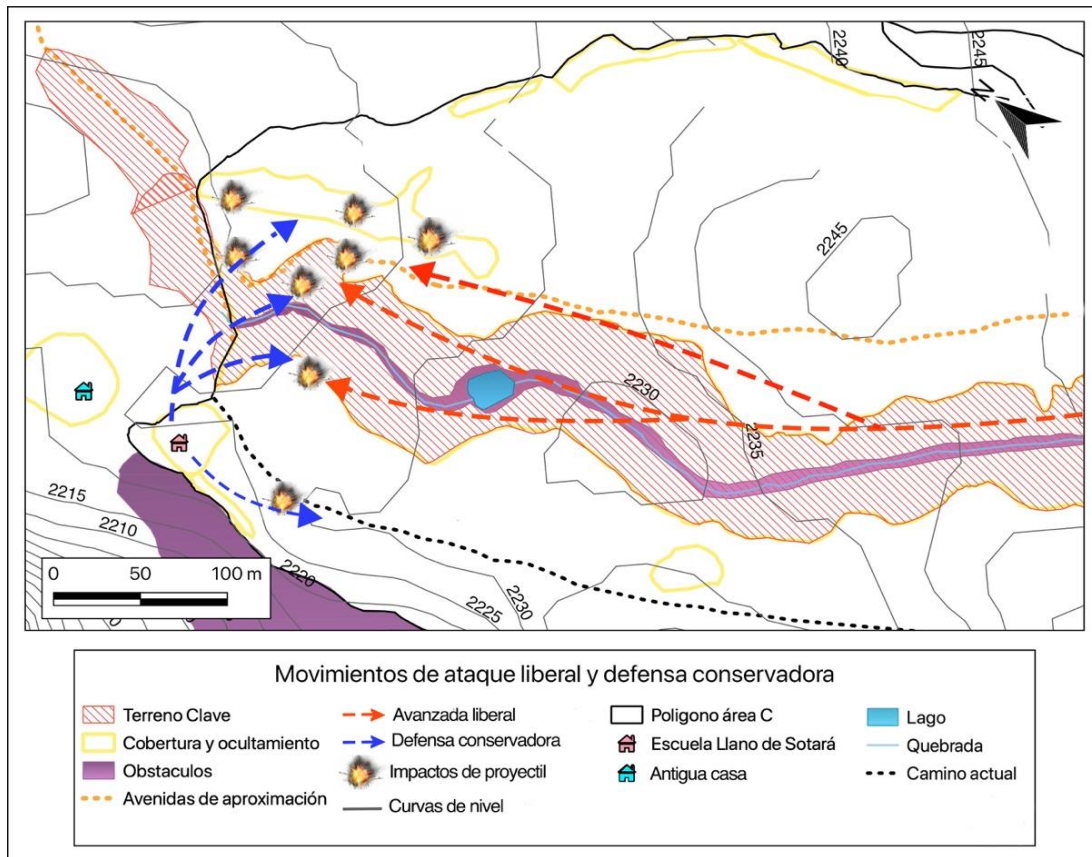 2240
2245
N
2245
2230
2235
2215
2210
2220
2225
2230
0 50 100 m
Movimientos de ataque liberal y defensa conservadora
Terreno Clave
Cobertura y ocultamiento
Obstaculos
Avenidas de aproximación
Avanzada liberal
Defensa conservadora
Impactos de proyectil
Curvas de nivel
Poligono área C
Escuela Llano de Sotará
Antigua casa
Lago
Quebrada
Camino actual